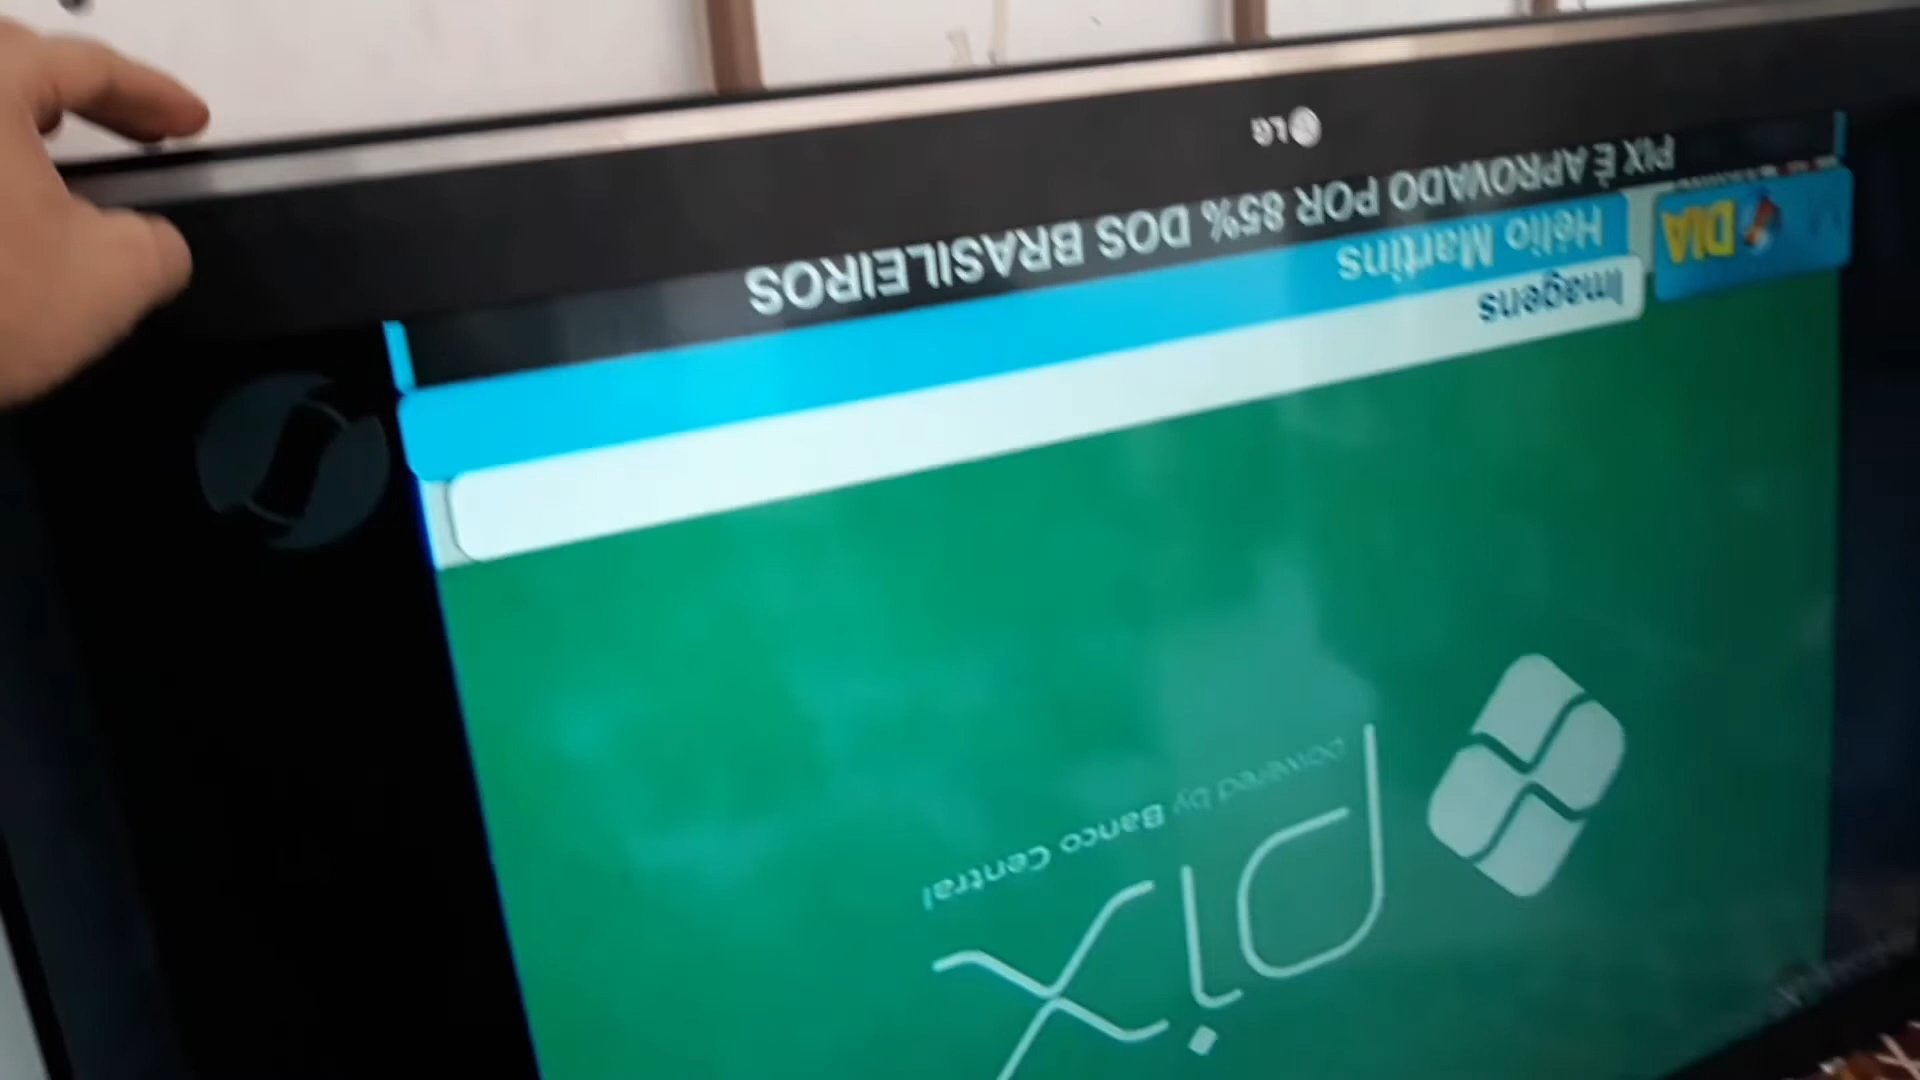 pix
powered by Banco Central
Imagens
Hélio Martins
DIA
PIX É APROVADO POR 85% DOS BRASILEIROS
LG